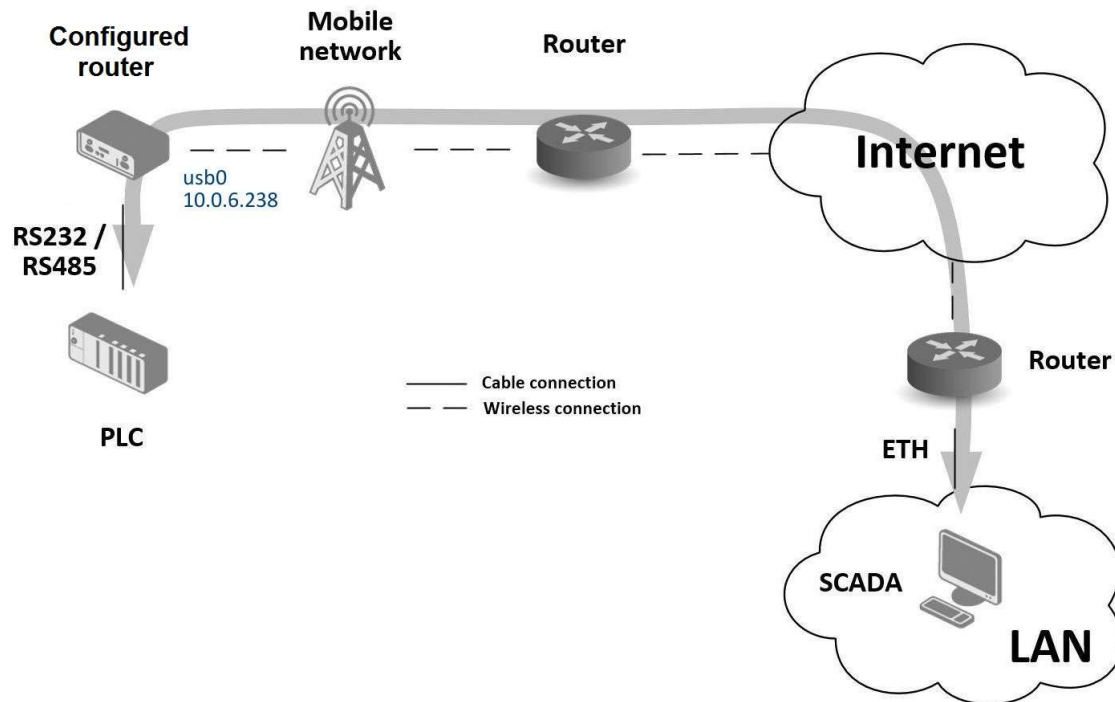 Configured
router
Mobile
network
Router
Internet
usb0
10.0.6.238
RS232 /
RS485
PLC
Cable connection
Wireless connection
Router
ETH
SCADA
LAN